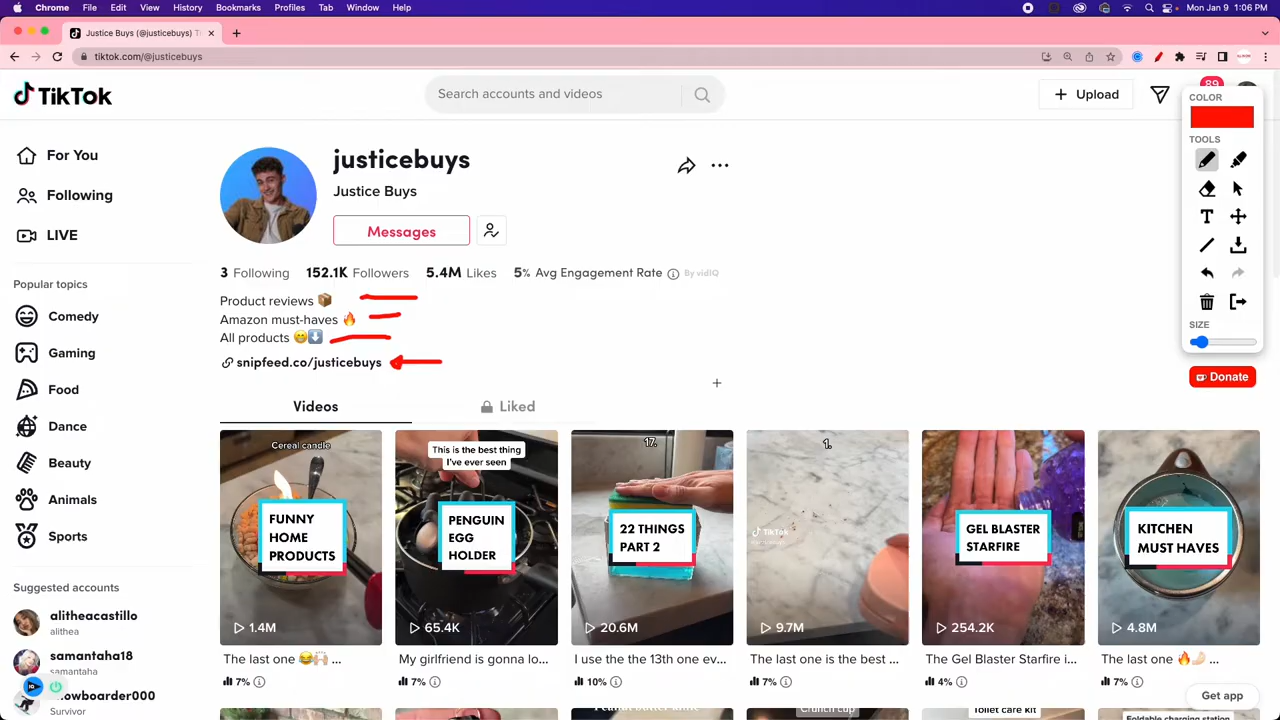 Chrome File Edit View History Bookmarks Profiles Tab Window Help Mon Jan 9 1:06 PM
Justice Buys (@justicebuys) T
tiktok.com/@justicebuys
TikTok
Search accounts and videos
Upload
89
COLOR
TOOLS
SIZE
Donate
For You
Following
LIVE
Popular topics
Comedy
Gaming
Food
Dance
Beauty
Animals
Sports
Suggested accounts
alitheacastillo
alithea
samantaha18
samantaha
Survivor
justicebuys
Justice Buys
Messages
3 Following 152.1K Followers 5.4M Likes 5% Avg Engagement Rate By vidIQ
Product reviews 📦
Amazon must-haves 🔥
All products 😁⬇️
snipfeed.co/justicebuys
Videos Liked
Cereal candle
FUNNY
HOME
PRODUCTS
1.4M
The last one 😂🙌🏻 ...
7%
This is the best thing
I've ever seen
PENGUIN
EGG
HOLDER
65.4K
My girlfriend is gonna lo...
7%
17.
22 THINGS
PART 2
20.6M
I use the the 13th one ev...
10%
1.
TikTok
9.7M
The last one is the best ...
7%
GEL BLASTER
STARFIRE
254.2K
The Gel Blaster Starfire i...
4%
KITCHEN
MUST HAVES
4.8M
The last one 🔥🤌🏻 ...
7%
Get app
Crunch cup
Toilet care kit
Foldable charging station